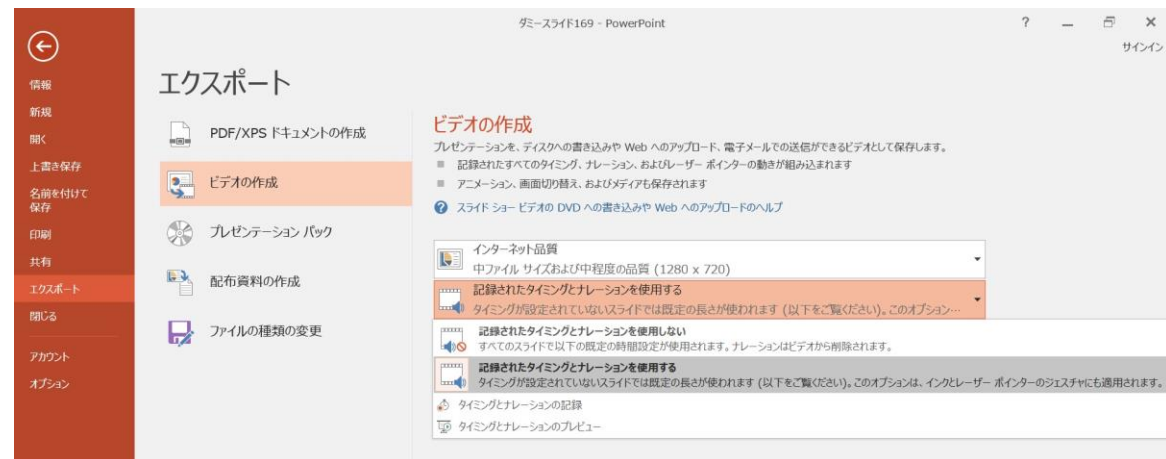 ダミースライド169 - PowerPoint
?
サインイン
情報
新規
開く
上書き保存
名前を付けて
保存
印刷
共有
エクスポート
閉じる
アカウント
オプション
エクスポート
PDF/XPS ドキュメントの作成
ビデオの作成
プレゼンテーション パック
配布資料の作成
ファイルの種類の変更
ビデオの作成
プレゼンテーションを、ディスクへの書き込みや Web へのアップロード、電子メールでの送信ができるビデオとして保存します。
記録されたすべてのタイミング、ナレーション、およびレーザー ポインターの動きが組み込まれます
アニメーション、画面切り替え、およびメディアも保存されます
スライド ショー ビデオの DVD への書き込みや Web へのアップロードのヘルプ
インターネット品質
中ファイル サイズおよび中程度の品質 (1280 x 720)
記録されたタイミングとナレーションを使用する
タイミングが設定されていないスライドでは既定の長さが使われます (以下をご覧ください)。このオプション…
記録されたタイミングとナレーションを使用しない
すべてのスライドで以下の既定の時間設定が使用されます。ナレーションはビデオから削除されます。
記録されたタイミングとナレーションを使用する
タイミングが設定されていないスライドでは既定の長さが使われます (以下をご覧ください)。このオプションは、インクとレーザー ポインターのジェスチャにも適用されます。
タイミングとナレーションの記録
タイミングとナレーションのプレビュー